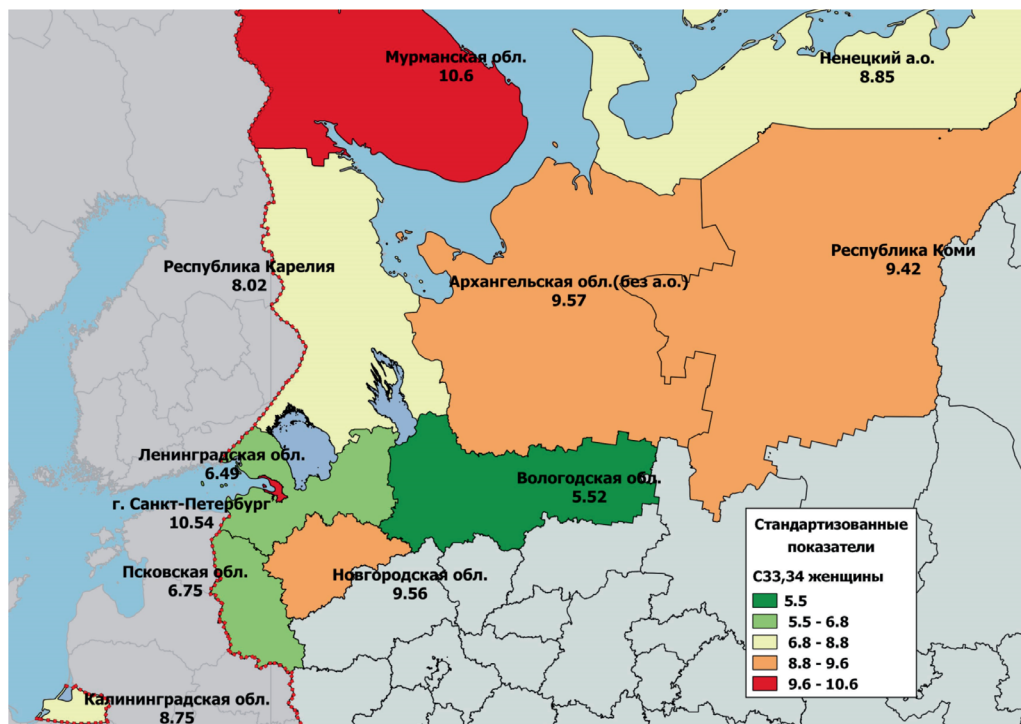 Мурманская обл.
10.6
Ненецкий а.о.
8.85
Республика Карелия
8.02
Архангельская обл.(без а.о.)
9.57
Республика Коми
9.42
Ленинградская обл.
6.49
Вологодская обл.
5.52
г. Санкт-Петербург
10.54
Псковская обл.
6.75
Новгородская обл.
9.56
Калининградская обл.
8.75
Стандартизованные
показатели
С33,34 женщины
5.5
5.5 - 6.8
6.8 - 8.8
8.8 - 9.6
9.6 - 10.6